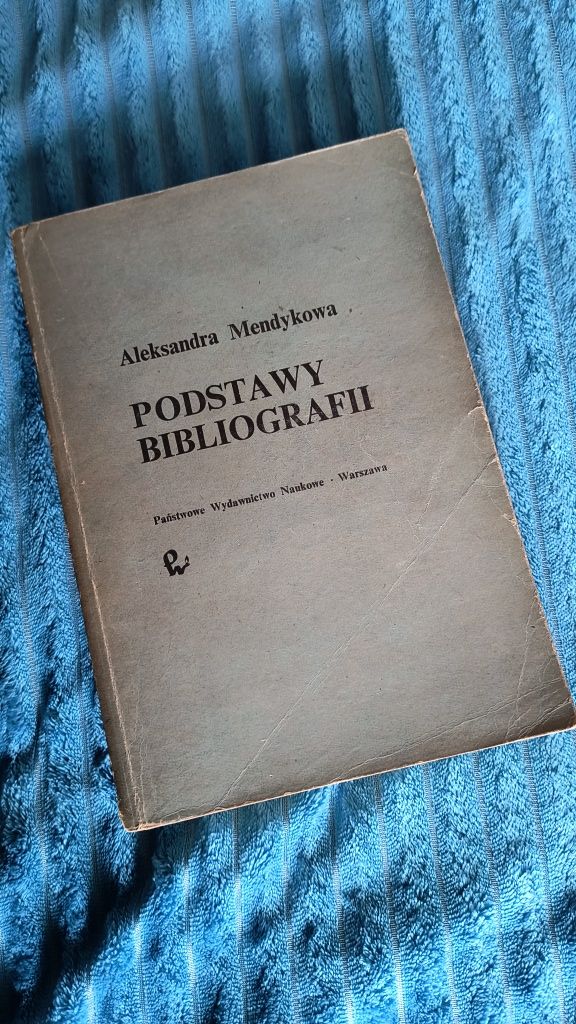 Aleksandra Mendykowa
PODSTAWY
BIBLIOGRAFII
Państwowe Wydawnictwo Naukowe · Warszawa